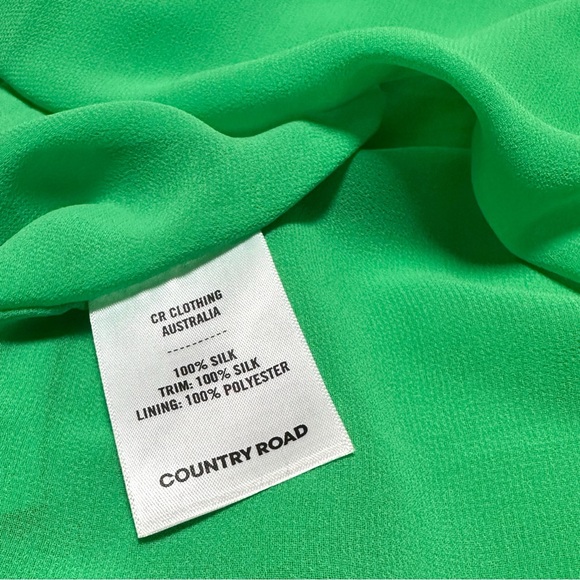 CR CLOTHING
AUSTRALIA
----------
100% SILK
TRIM: 100% SILK
LINING: 100% POLYESTER
COUNTRY ROAD